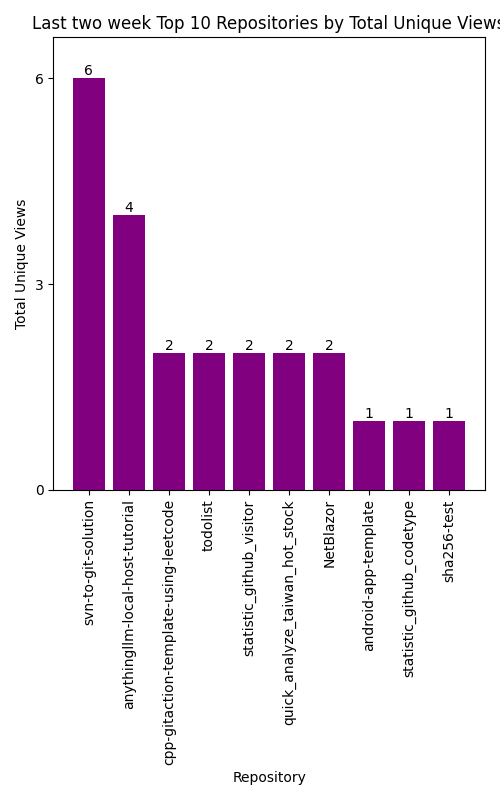 Last two week Top 10 Repositories by Total Unique Views
Total Unique Views
6
3
0
6
4
2
2
2
2
2
1
1
1
svn-to-git-solution
anythingllm-local-host-tutorial
cpp-gitaction-template-using-leetcode
todolist
statistic_github_visitor
quick_analyze_taiwan_hot_stock
NetBlazor
android-app-template
statistic_github_codetype
sha256-test
Repository